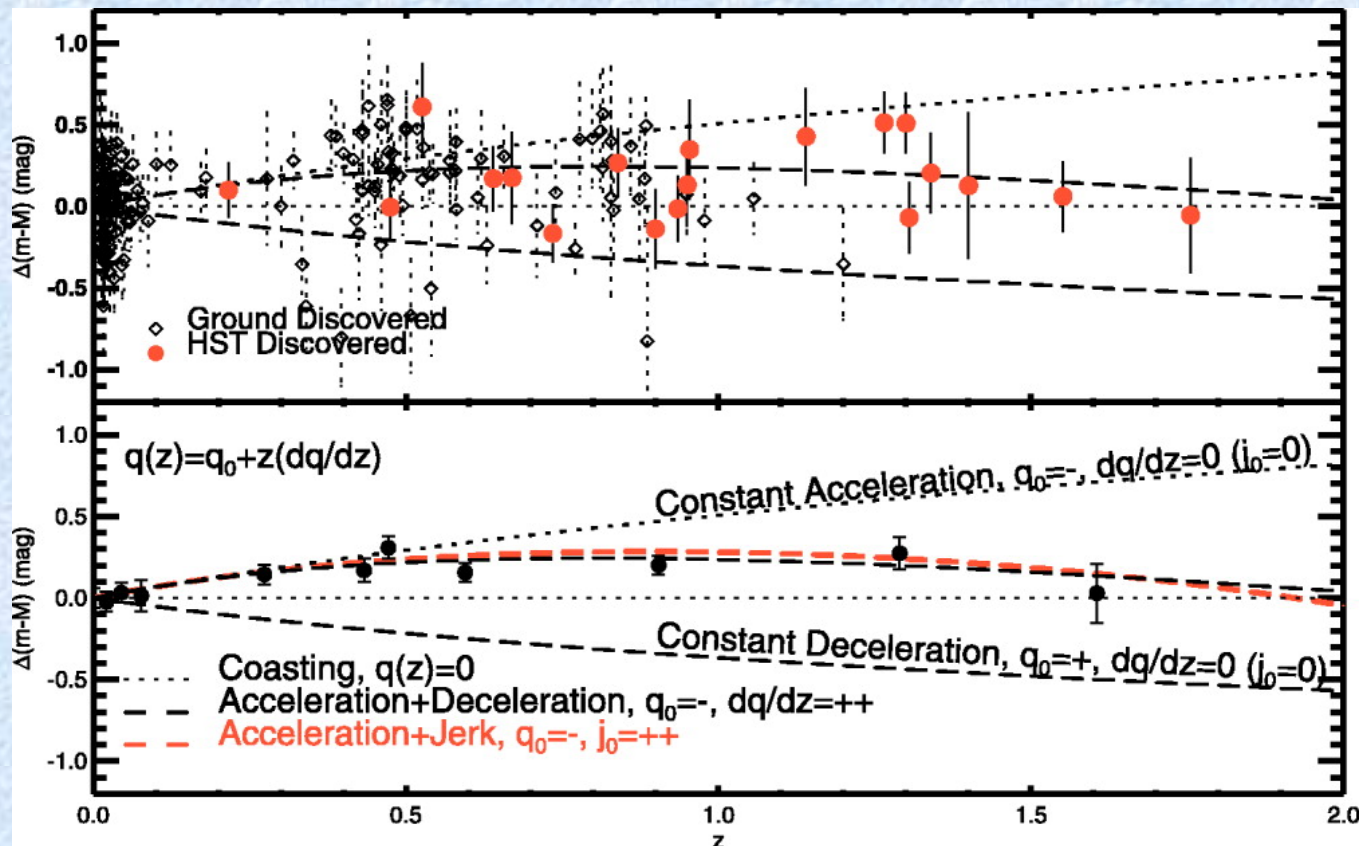 1.0
0.5
0.0
-0.5
-1.0
Δ(m-M) (mag)
Ground Discovered
HST Discovered
1.0
0.5
0.0
-0.5
-1.0
Δ(m-M) (mag)
q(z)=q₀+z(dq/dz)
Constant Acceleration, q₀=-, dq/dz=0 (j₀=0)
Constant Deceleration, q₀=+, dq/dz=0 (j₀=0)
Coasting, q(z)=0
Acceleration+Deceleration, q₀=-, dq/dz=++
Acceleration+Jerk, q₀=-, j₀=++
0.0 0.5 1.0 1.5 2.0
z